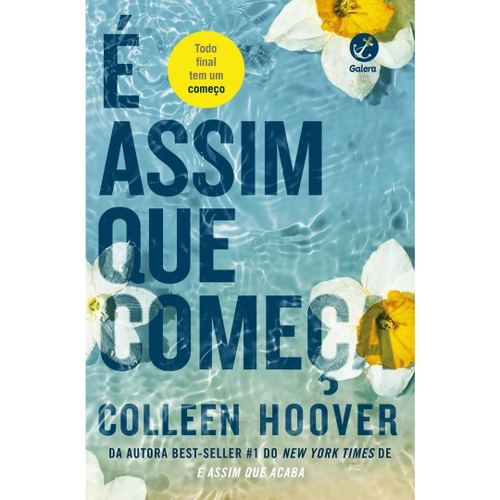 Todo
final
tem um
começo
Galera
É
ASSIM
QUE
COMEÇA
COLLEEN HOOVER
DA AUTORA BEST-SELLER #1 DO NEW YORK TIMES DE
É ASSIM QUE ACABA